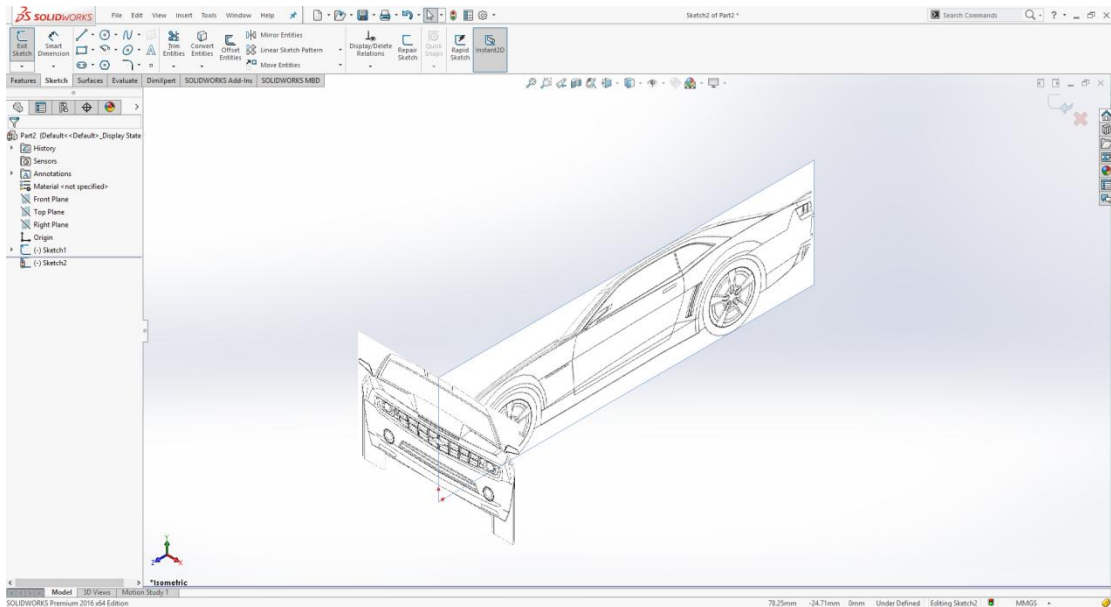 SOLIDWORKS File Edit View Insert Tools Window Help Sketch2 of Part2 * Search Commands
Exit Sketch
Smart Dimension
Trim Entities
Convert Entities
Offset Entities
Mirror Entities
Linear Sketch Pattern
Move Entities
Display/Delete Relations
Repair Sketch
Quick Snaps
Rapid Sketch
Instant2D
Features Sketch Surfaces Evaluate DimXpert SOLIDWORKS Add-Ins SOLIDWORKS MBD
Part2 (Default<<Default>_Display State
History
Sensors
Annotations
Material <not specified>
Front Plane
Top Plane
Right Plane
Origin
(-) Sketch1
(-) Sketch2
*Isometric
Model 3D Views Motion Study 1
SOLIDWORKS Premium 2016 x64 Edition 78.25mm -24.71mm 0mm Under Defined Editing Sketch2 MMGS